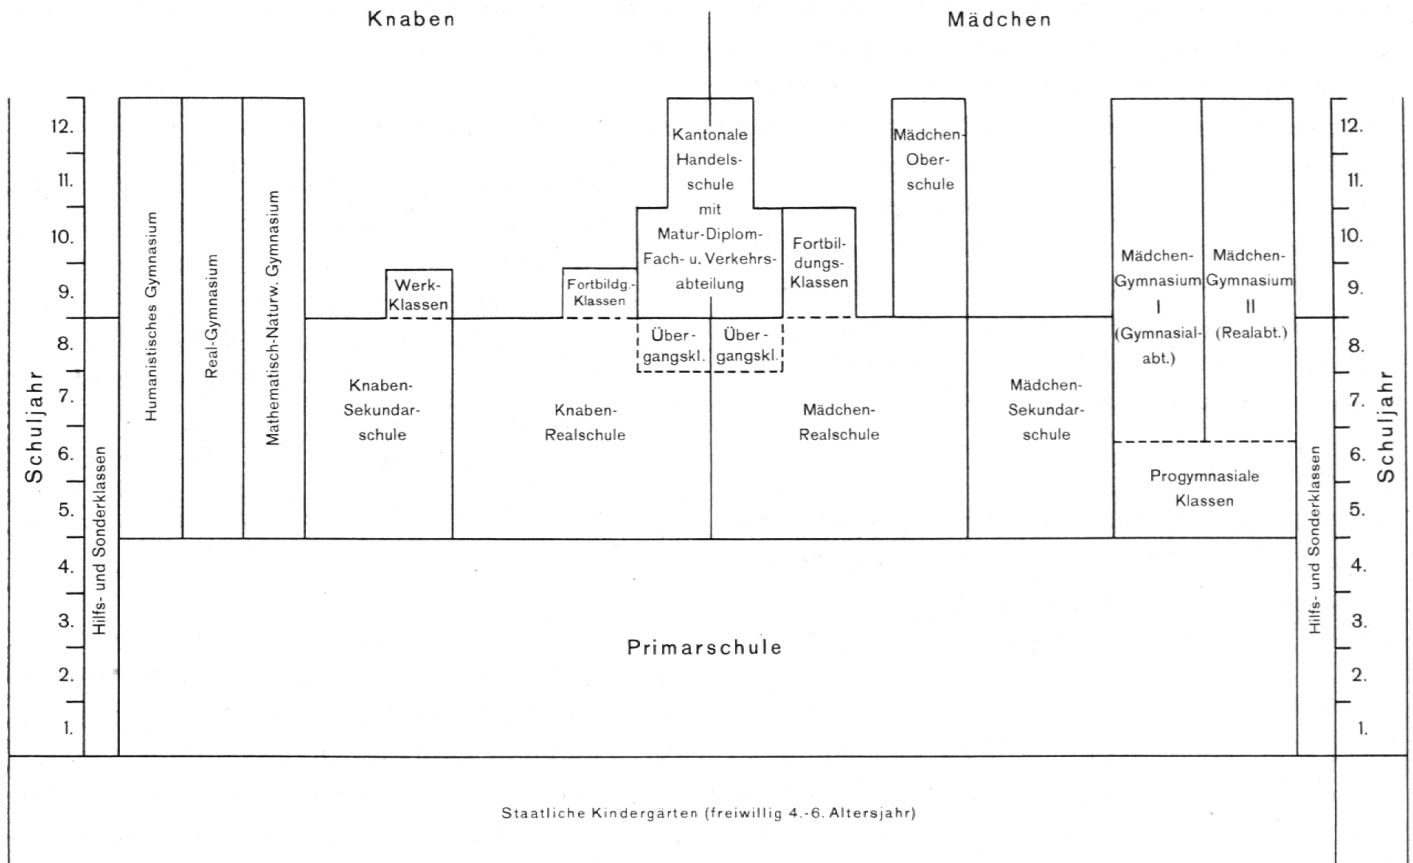 Knaben
Mädchen
12.
11.
10.
9.
8.
7.
6.
5.
4.
3.
2.
1.
Schuljahr
Hilfs- und Sonderklassen
Humanistisches Gymnasium
Real-Gymnasium
Mathematisch-Naturw. Gymnasium
Werk-
Klassen
Knaben-
Sekundar-
schule
Fortbildg.-
Klassen
Knaben-
Realschule
Kantonale
Handels-
schule
mit
Matur-Diplom-
Fach- u. Verkehrs-
abteilung
Über-
gangskl.
Über-
gangskl.
Fortbil-
dungs-
Klassen
Mädchen-
Realschule
Mädchen-
Ober-
schule
Mädchen-
Sekundar-
schule
Mädchen-
Gymnasium
I
(Gymnasial-
abt.)
Mädchen-
Gymnasium
II
(Realabt.)
Progymnasiale
Klassen
Hilfs- und Sonderklassen
12.
11.
10.
9.
8.
7.
6.
5.
4.
3.
2.
1.
Schuljahr
Primarschule
Staatliche Kindergärten (freiwillig 4.-6. Altersjahr)